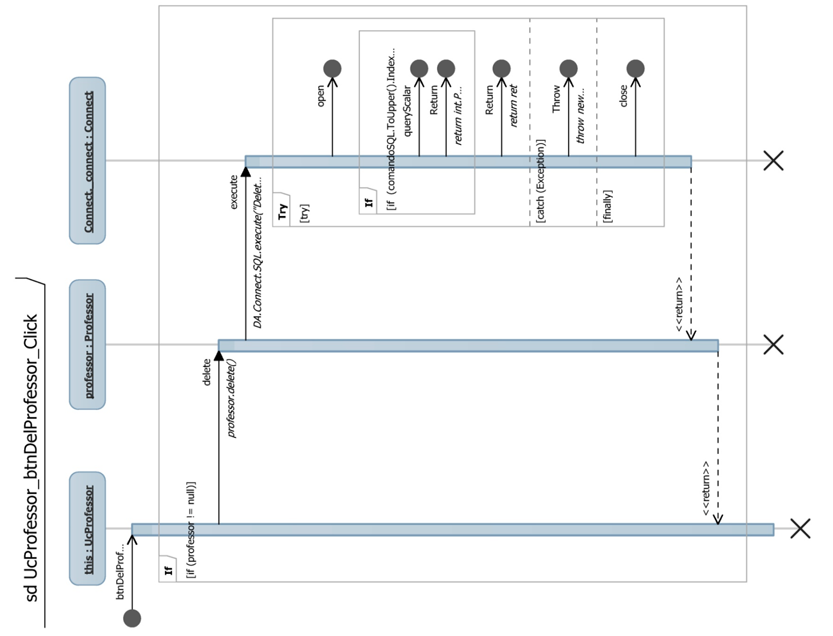 sd UcProfessor_btnDelProfessor_Click
this : UcProfessor
professor : Professor
Connect._connect : Connect
btnDelProf...
If
[if (professor != null)]
delete
professor.delete()
execute
DA.Connect.SQL.execute("Delet...
Try
[try]
open
If
[if (comandoSQL.ToUpper().Index...
queryScalar
Return
return int.P...
Return
return ret
[catch (Exception)]
Throw
throw new...
[finally]
close
<<return>>
<<return>>